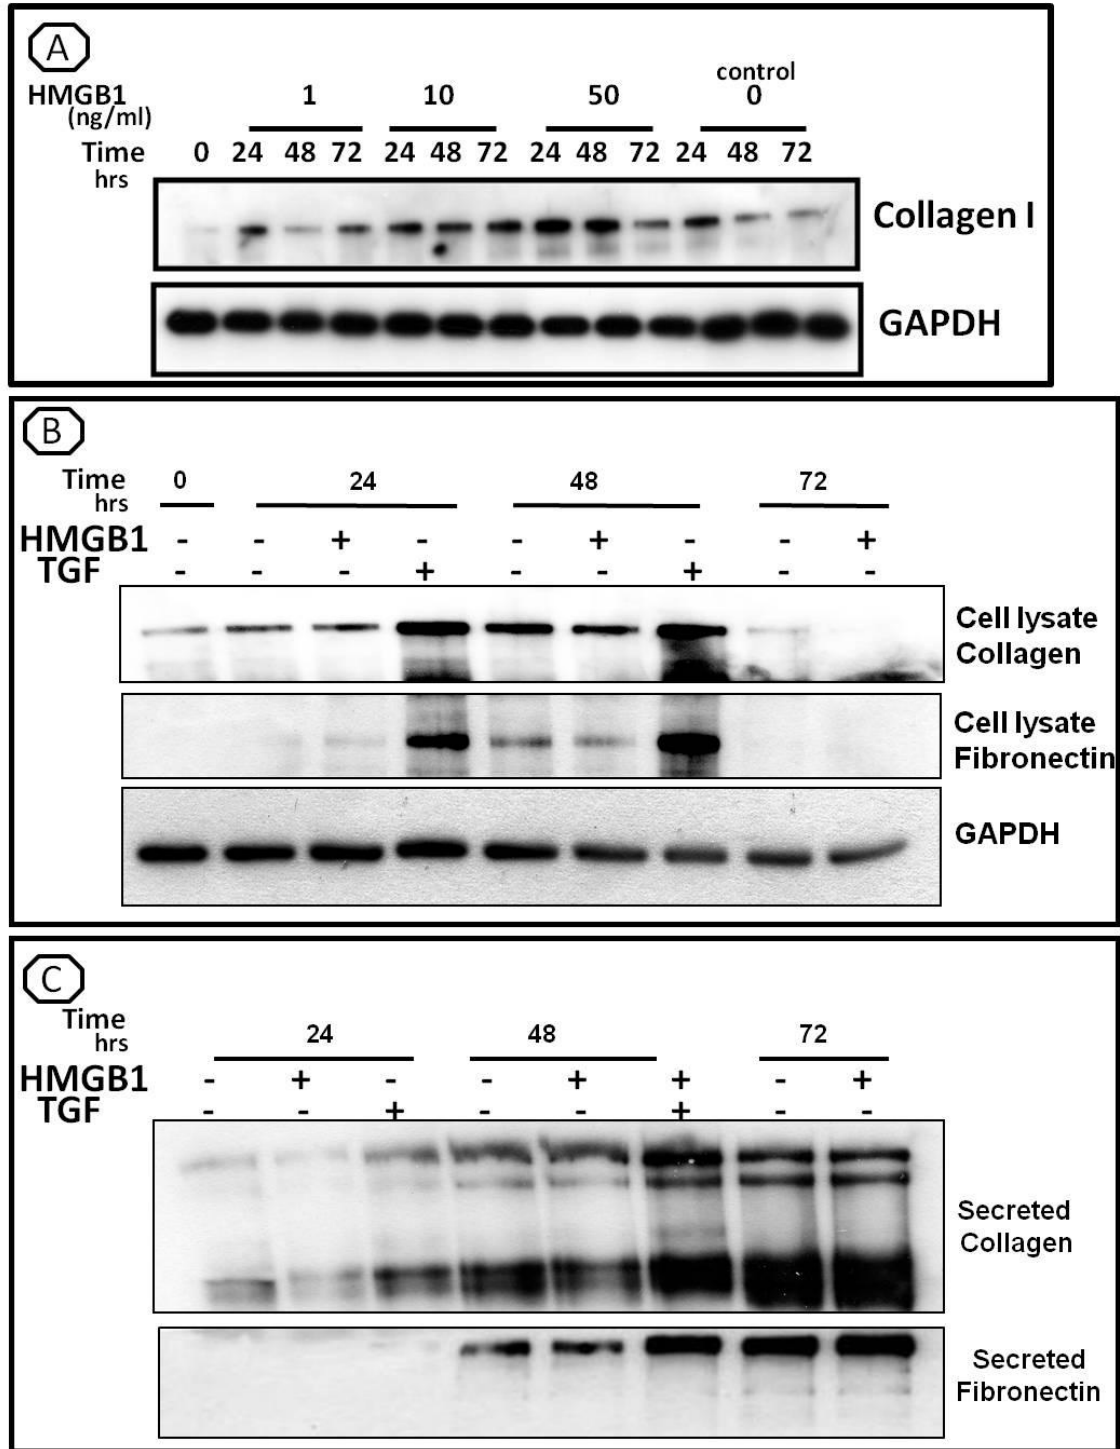 A
control
HMGB1 1 10 50 0
(ng/ml)
Time 0 24 48 72 24 48 72 24 48 72 24 48 72
hrs
Collagen I
GAPDH
B
Time 0 24 48 72
hrs
HMGB1 - - + - - + - - +
TGF - - - + - - + - -
Cell lysate
Collagen
Cell lysate
Fibronectin
GAPDH
C
Time 24 48 72
hrs
HMGB1 - + - - + + - +
TGF - - + - - + - -
Secreted
Collagen
Secreted
Fibronectin